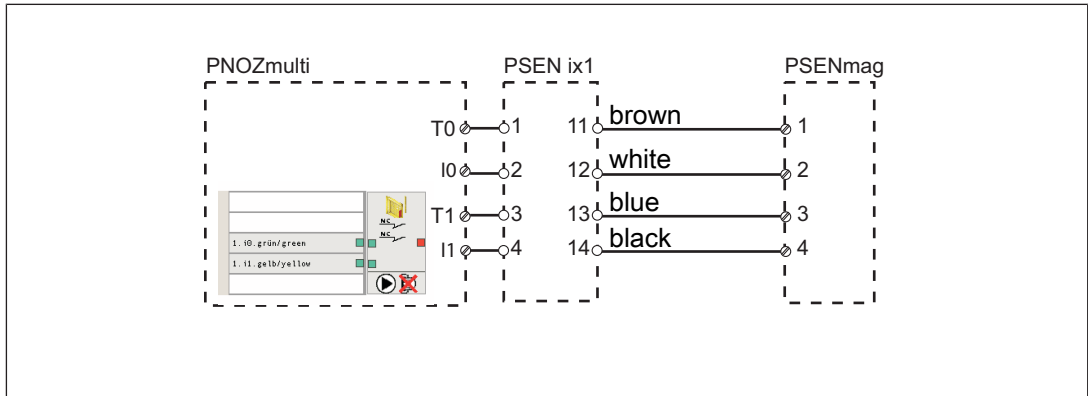 PNOZmulti PSEN ix1 PSENmag
T0 1 11 brown 1
I0 2 12 white 2
T1 3 13 blue 3
I1 4 14 black 4
NC
NC
1. i0.grün/green
1. i1.gelb/yellow